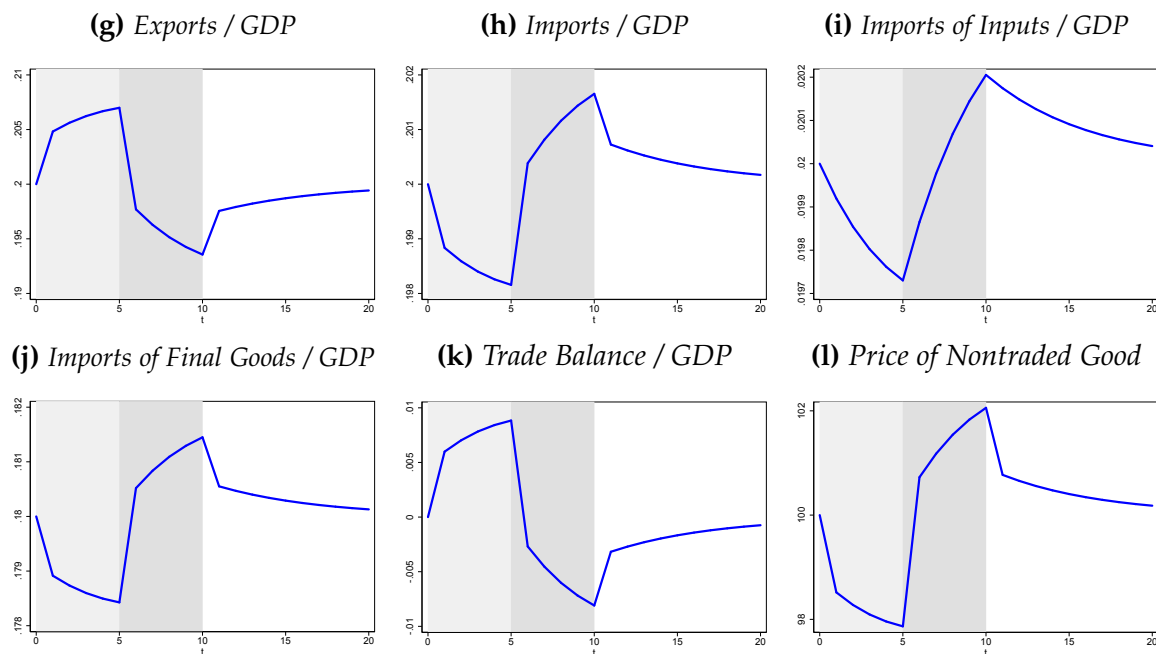 (g) Exports / GDP
(h) Imports / GDP
(i) Imports of Inputs / GDP
.21
.205
.2
.195
.19
0 5 10 15 20
t
.202
.201
.2
.199
.198
0 5 10 15 20
t
.0202
.0201
.02
.0199
.0198
.0197
0 5 10 15 20
t
(j) Imports of Final Goods / GDP
(k) Trade Balance / GDP
(l) Price of Nontraded Good
.182
.181
.18
.179
.178
0 5 10 15 20
t
.01
.005
0
-.005
-.01
0 5 10 15 20
t
102
100
98
0 5 10 15 20
t